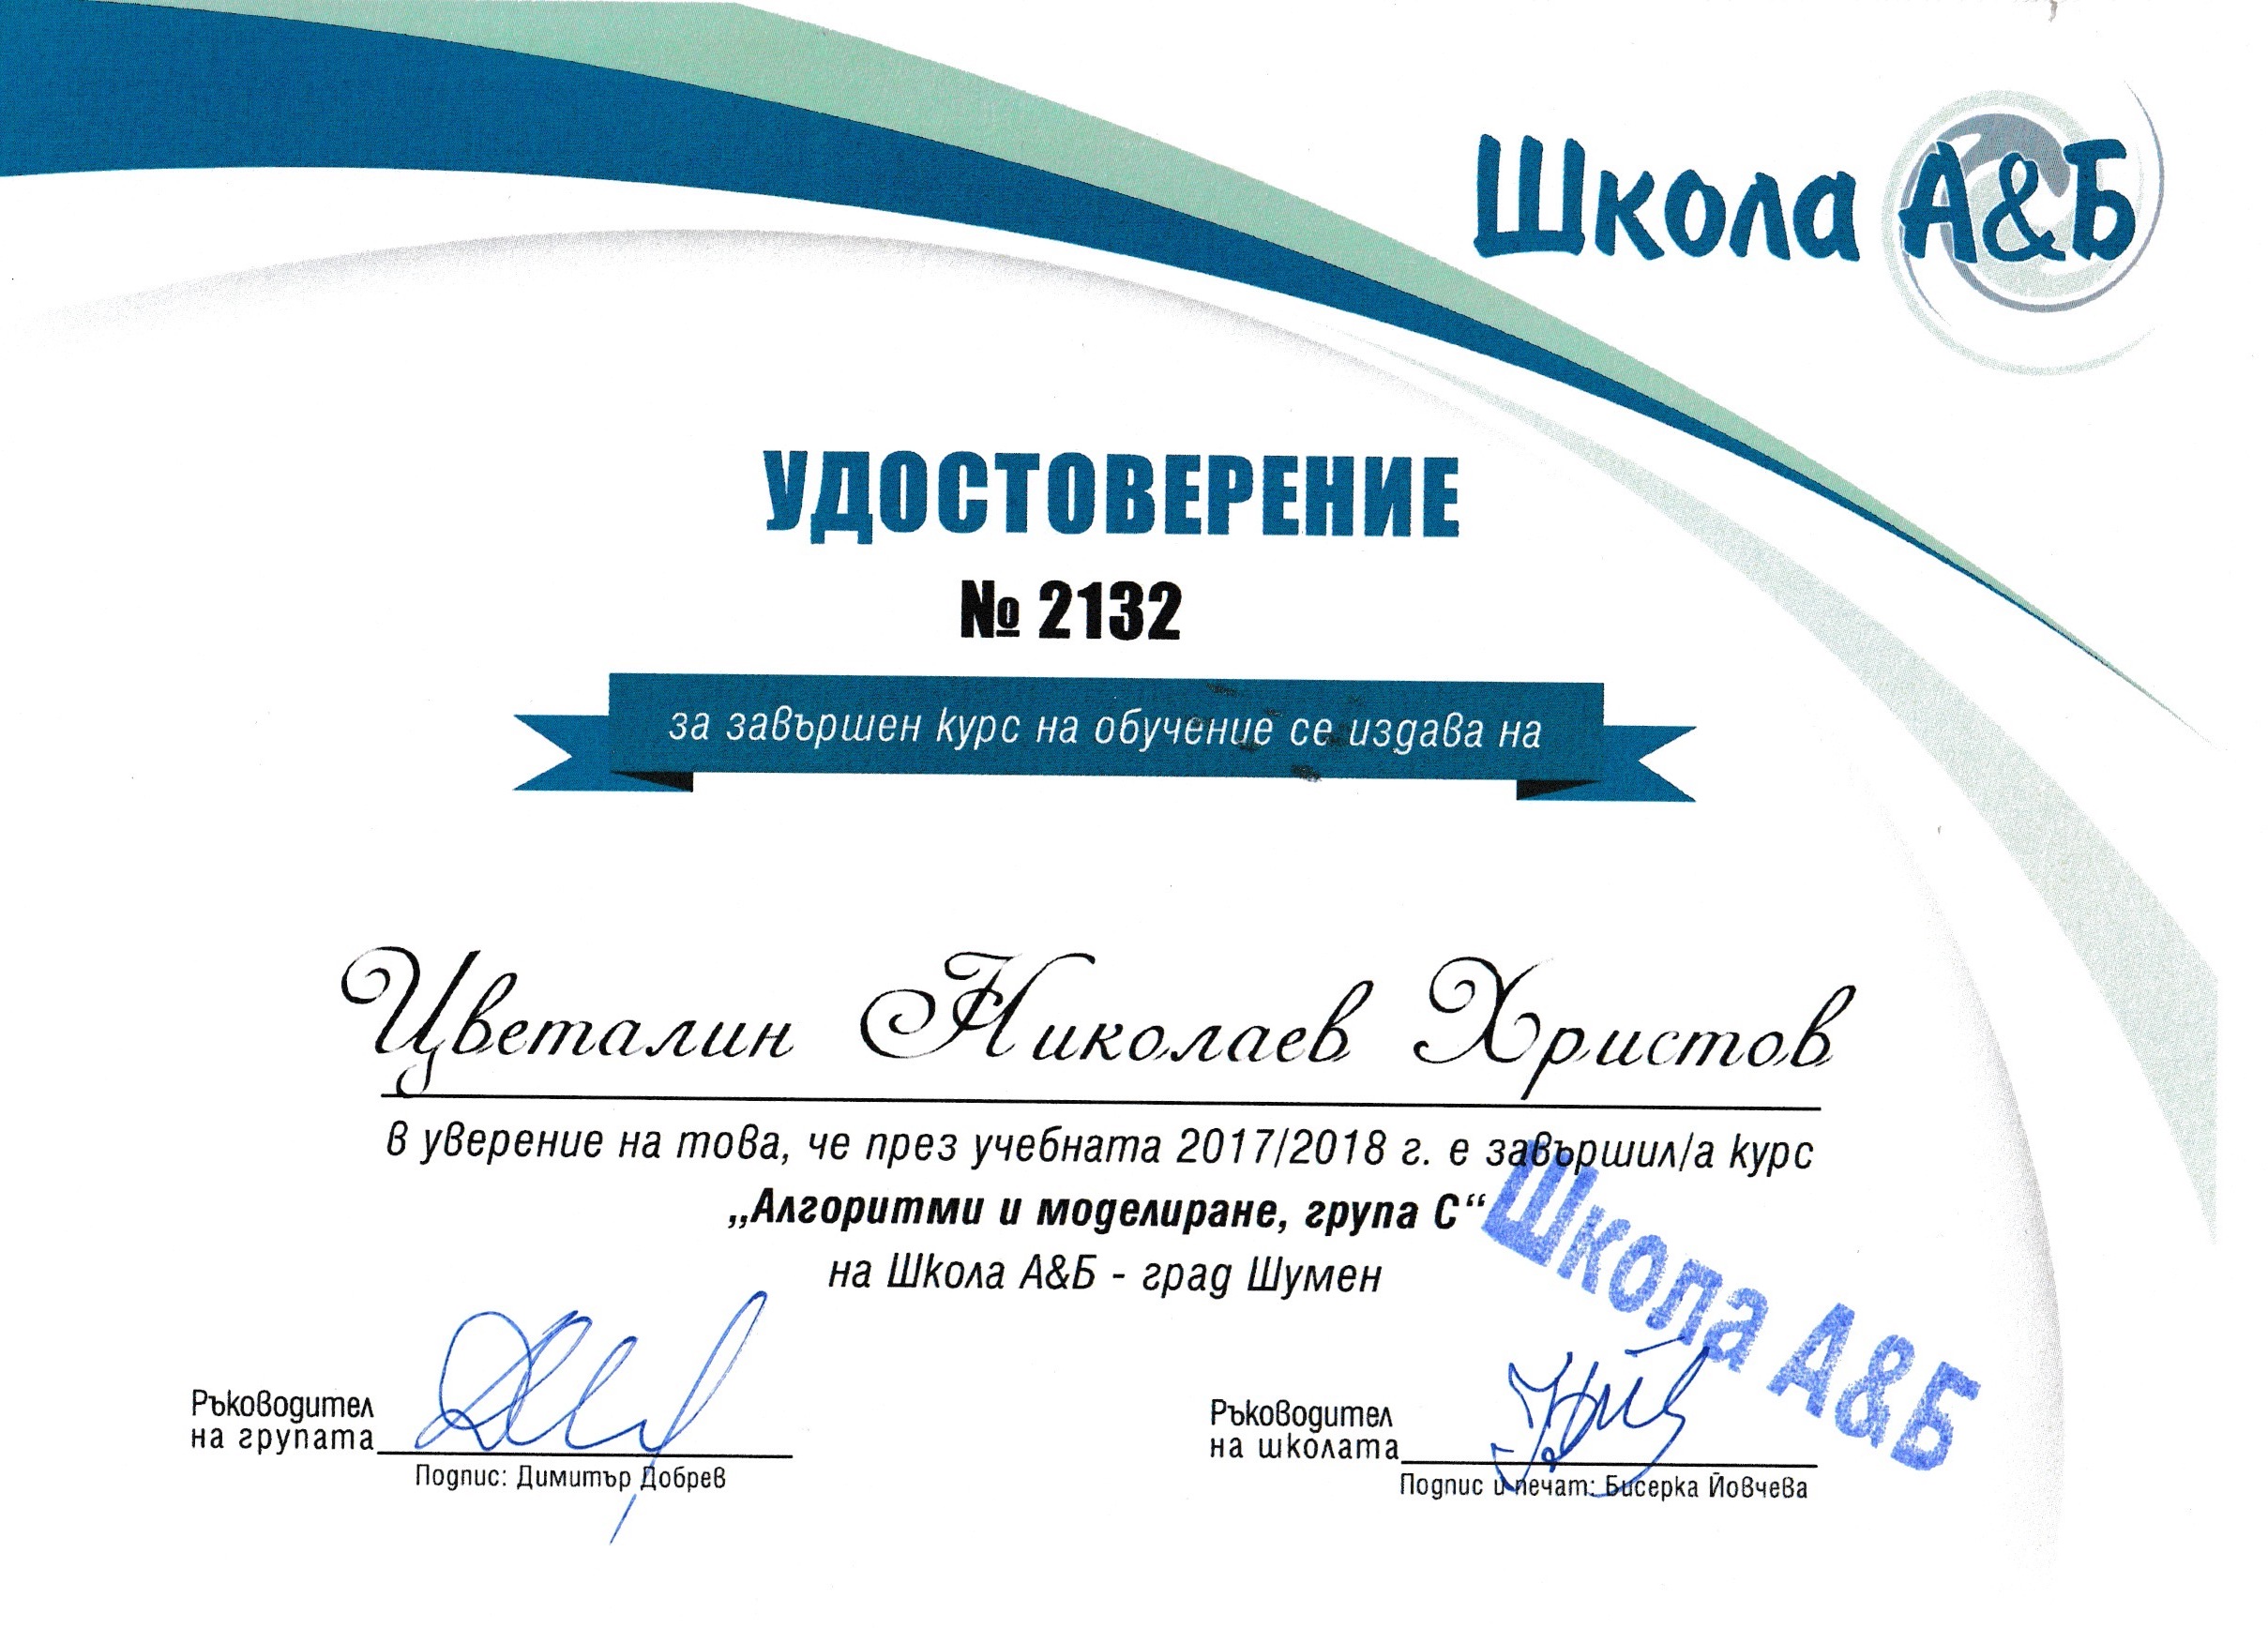 Школа А&Б
УДОСТОВЕРЕНИЕ
№ 2132
за завършен курс на обучение се издава на
Цветалин Николаев Христов
в уверение на това, че през учебната 2017/2018 г. е завършил/а курс
„Алгоритми и моделиране, група С“
на Школа А&Б - град Шумен
Школа А&Б
Ръководител
на групата
Подпис: Димитър Добрев
Ръководител
на школата
Подпис и печат: Бисерка Йовчева